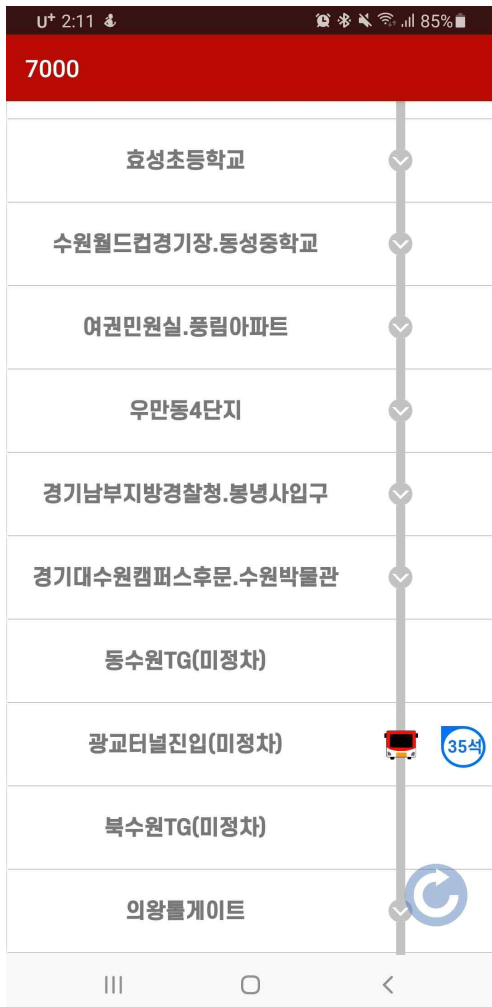 U+ 2:11 85%
7000
효성초등학교
수원월드컵경기장.동성중학교
여권민원실.풍림아파트
우만동4단지
경기남부지방경찰청.봉녕사입구
경기대수원캠퍼스후문.수원박물관
동수원TG(미정차)
광교터널진입(미정차) 35석
북수원TG(미정차)
의왕톨게이트